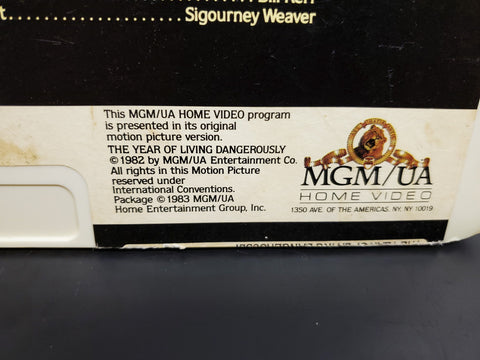 t..................Sigourney Weaver
This MGM/UA HOME VIDEO program
is presented in its original
motion picture version.
THE YEAR OF LIVING DANGEROUSLY
©1982 by MGM/UA Entertainment Co.
All rights in this Motion Picture
reserved under
International Conventions.
Package ©1983 MGM/UA
Home Entertainment Group, Inc.
MGM/UA
HOME VIDEO
1350 AVE. OF THE AMERICAS, NY, NY 10019